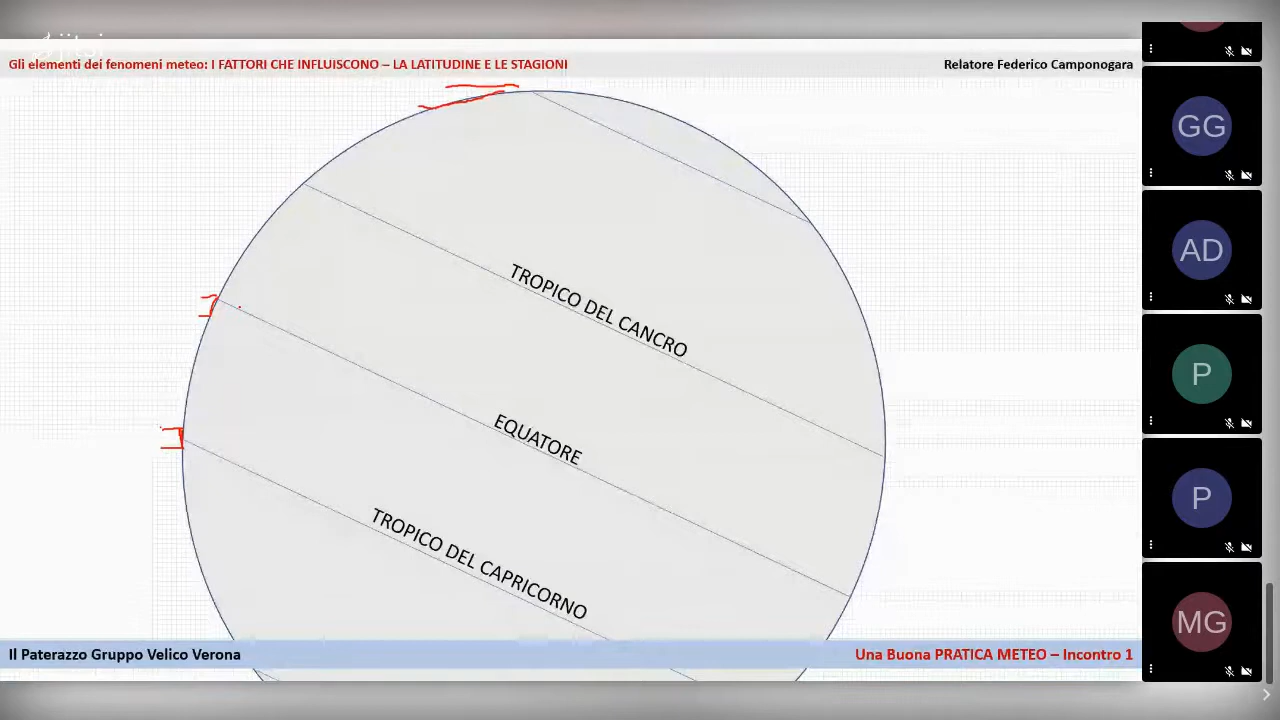 jitsi
Gli elementi dei fenomeni meteo: I FATTORI CHE INFLUISCONO – LA LATITUDINE E LE STAGIONI
Relatore Federico Camponogara
GG
TROPICO DEL CANCRO
AD
P
EQUATORE
P
TROPICO DEL CAPRICORNO
MG
Il Paterazzo Gruppo Velico Verona
Una Buona PRATICA METEO – Incontro 1